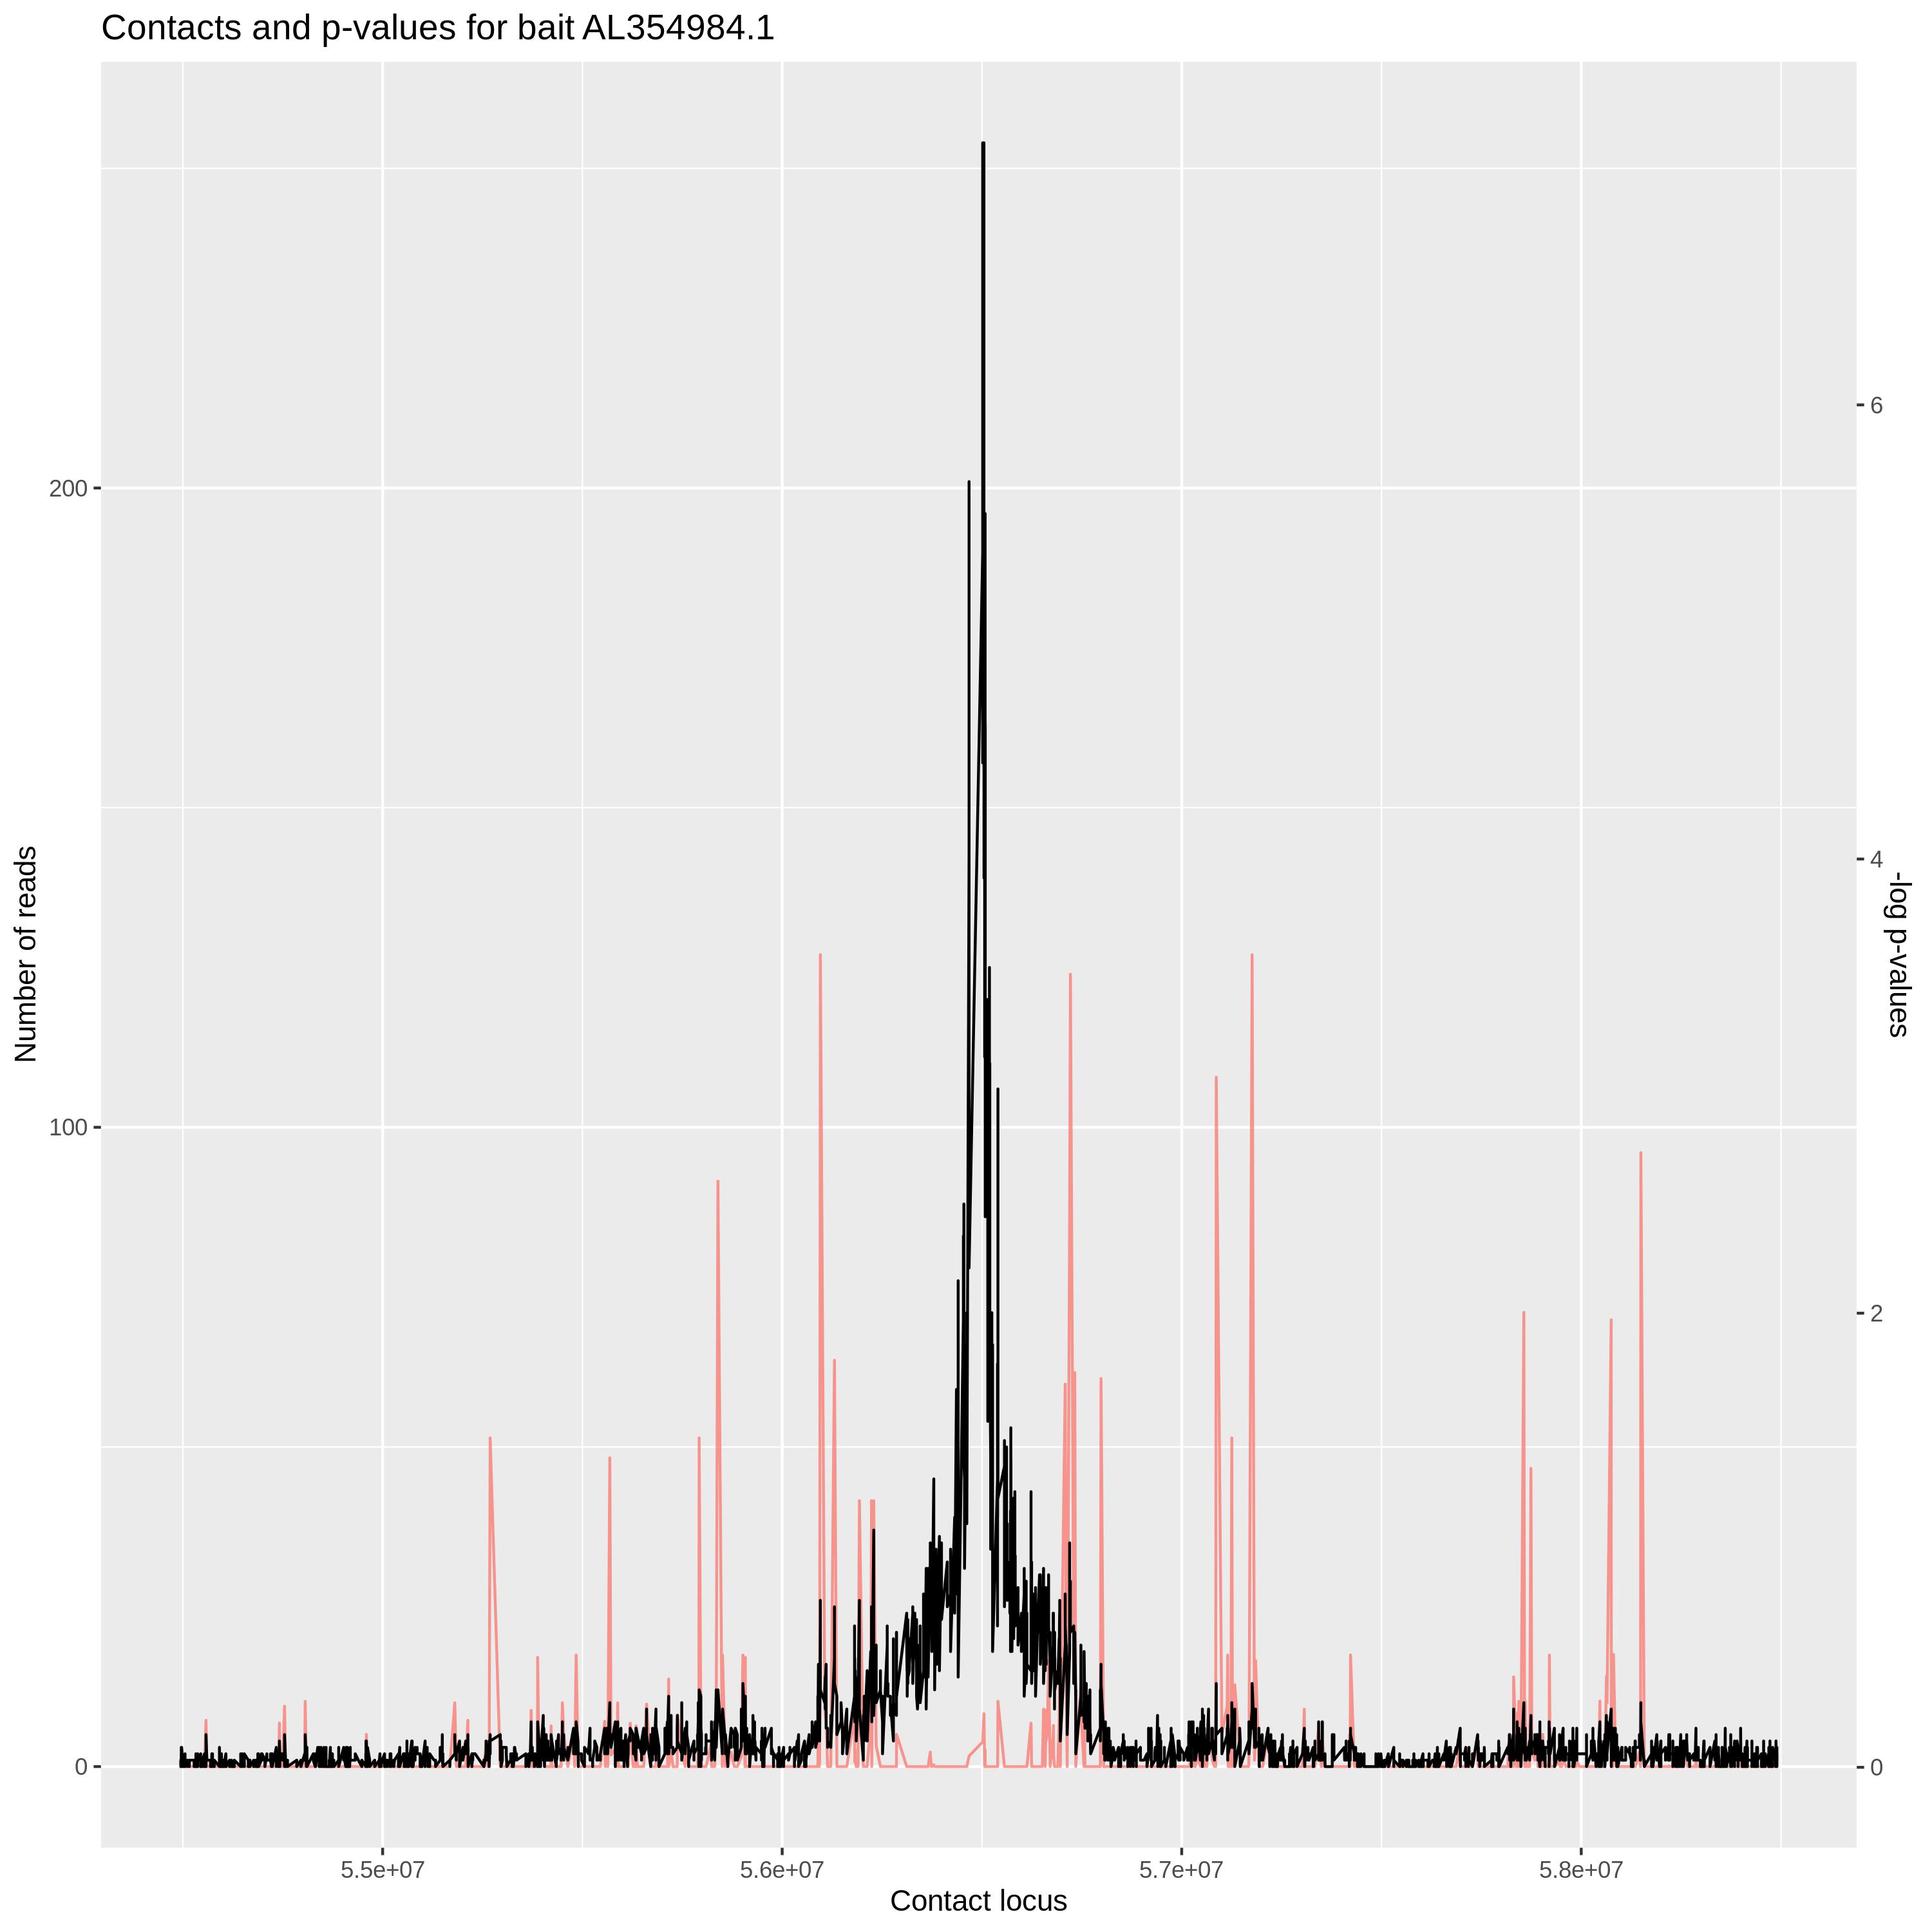 Contacts and p-values for bait AL354984.1
Number of reads
200
100
0
6
4
2
0
-log p-values
5.5e+07
5.6e+07
5.7e+07
5.8e+07
Contact locus